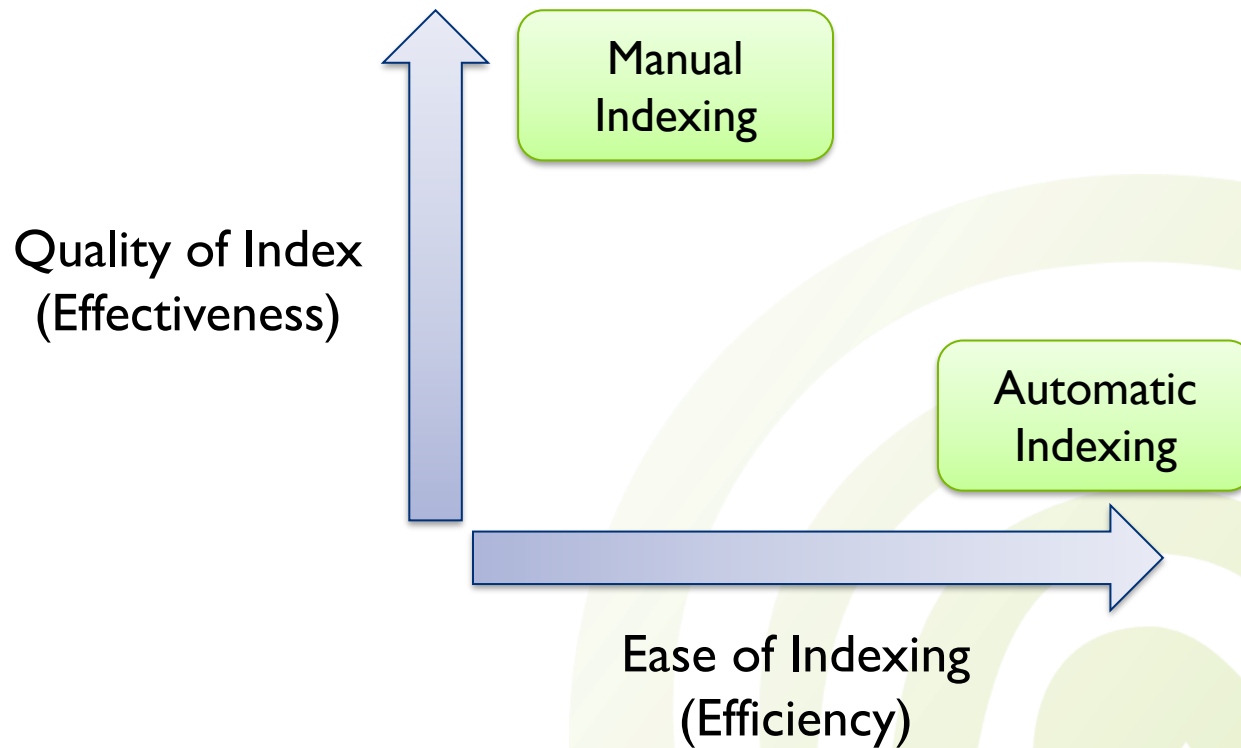 Manual
Indexing
Quality of Index
(Effectiveness)
Automatic
Indexing
Ease of Indexing
(Efficiency)